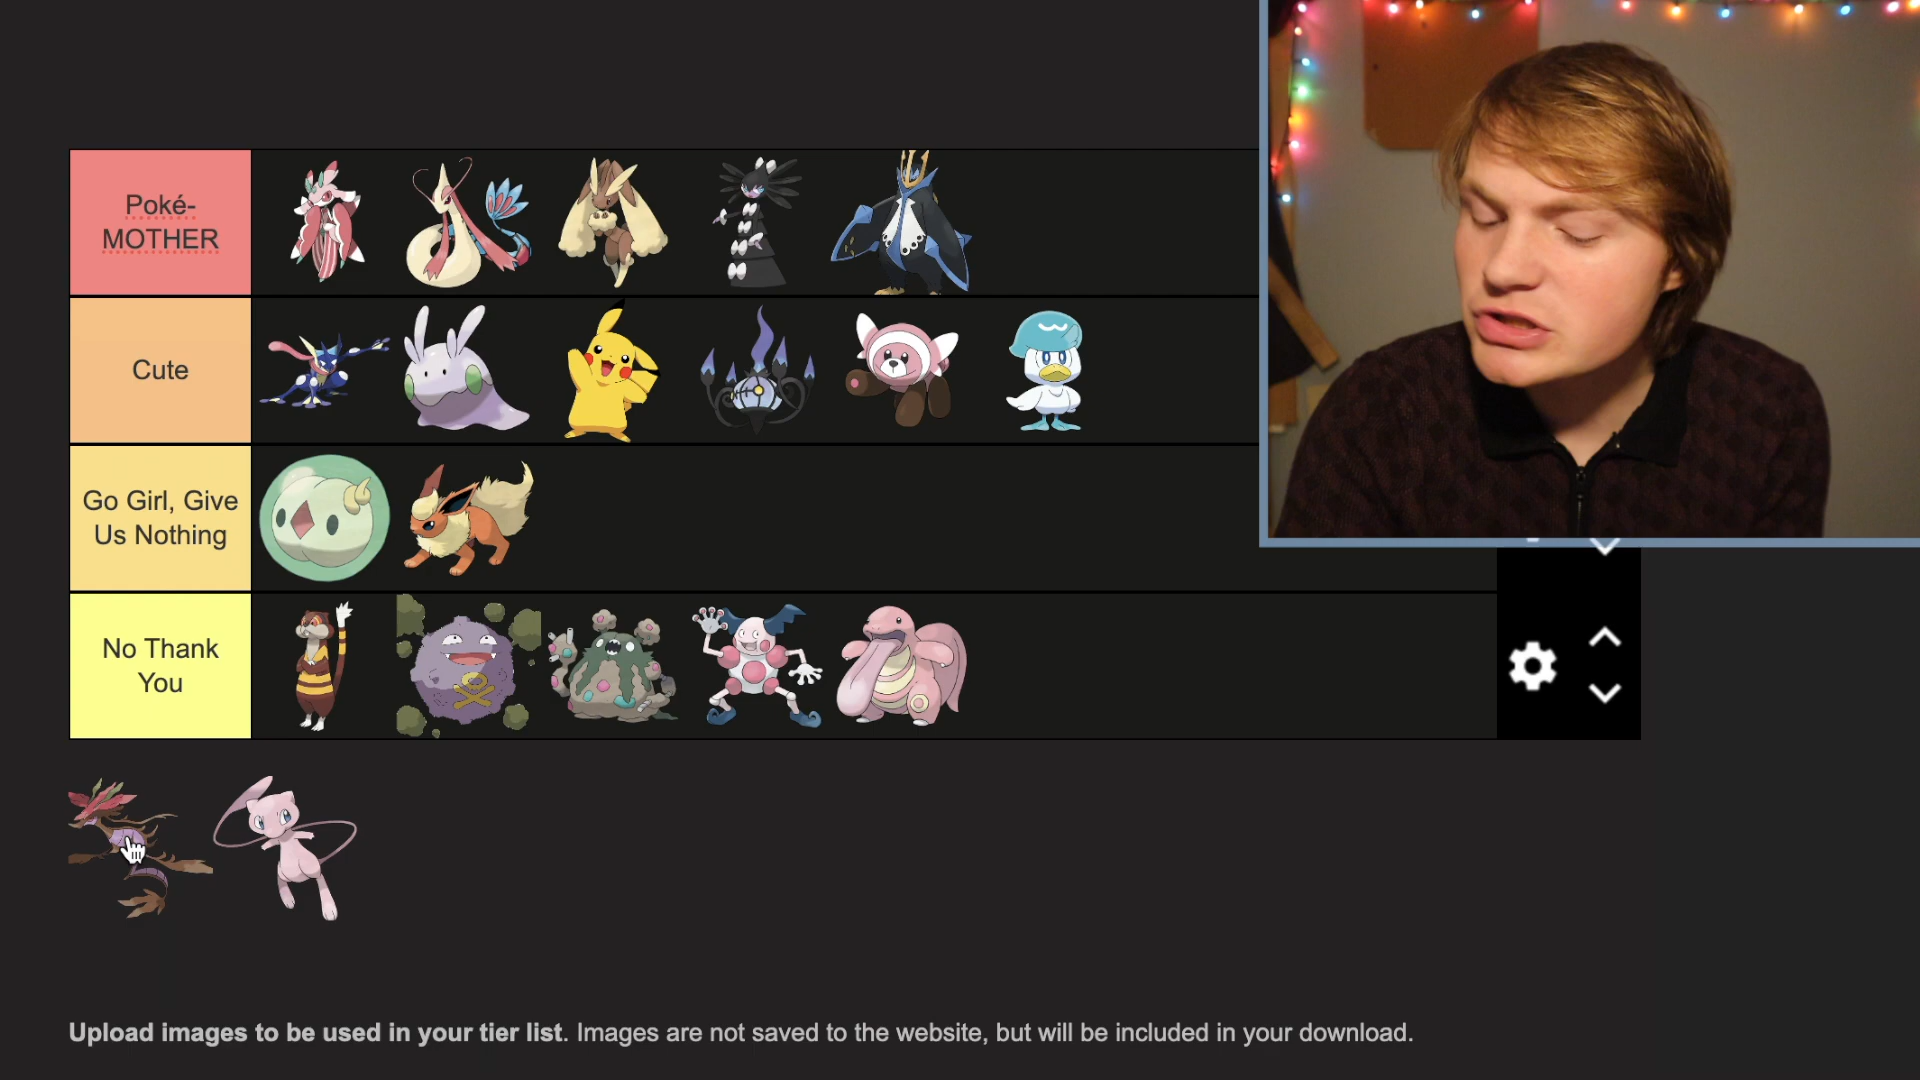 Poké-
MOTHER
Cute
Go Girl, Give
Us Nothing
No Thank
You
Upload images to be used in your tier list. Images are not saved to the website, but will be included in your download.